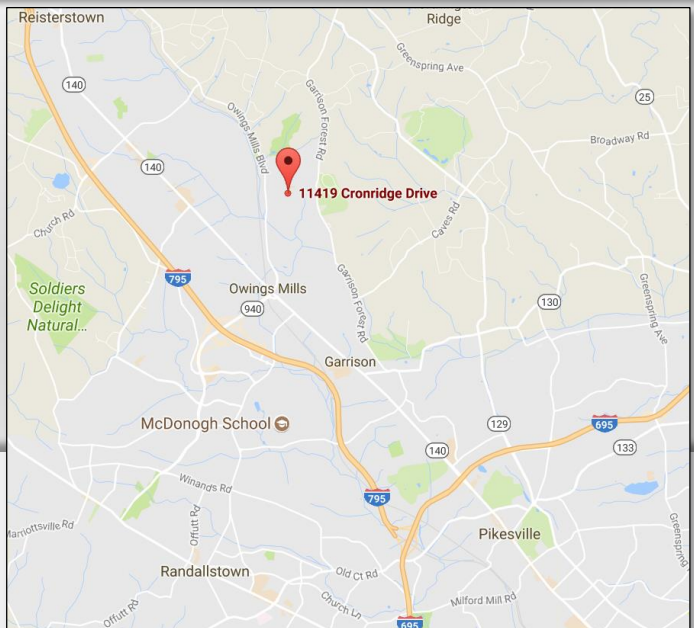 Reisterstown
Ridge
Greenspring Ave
140
25
Owings Mills Blvd
Garrison Forest Rd
Broadway Rd
140
11419 Cronridge Drive
Church Rd
Caves Rd
795
Soldiers
Delight
Natural...
Owings Mills
940
Garrison Forest Rd
130
Greenspring Ave
Garrison
McDonogh School
129
695
140
133
Winands Rd
795
Marriottsville Rd
Offutt Rd
Pikesville
Greenspring
Randallstown
Old Ct Rd
Church Ln
Milford Mill Rd
Offutt Rd
695